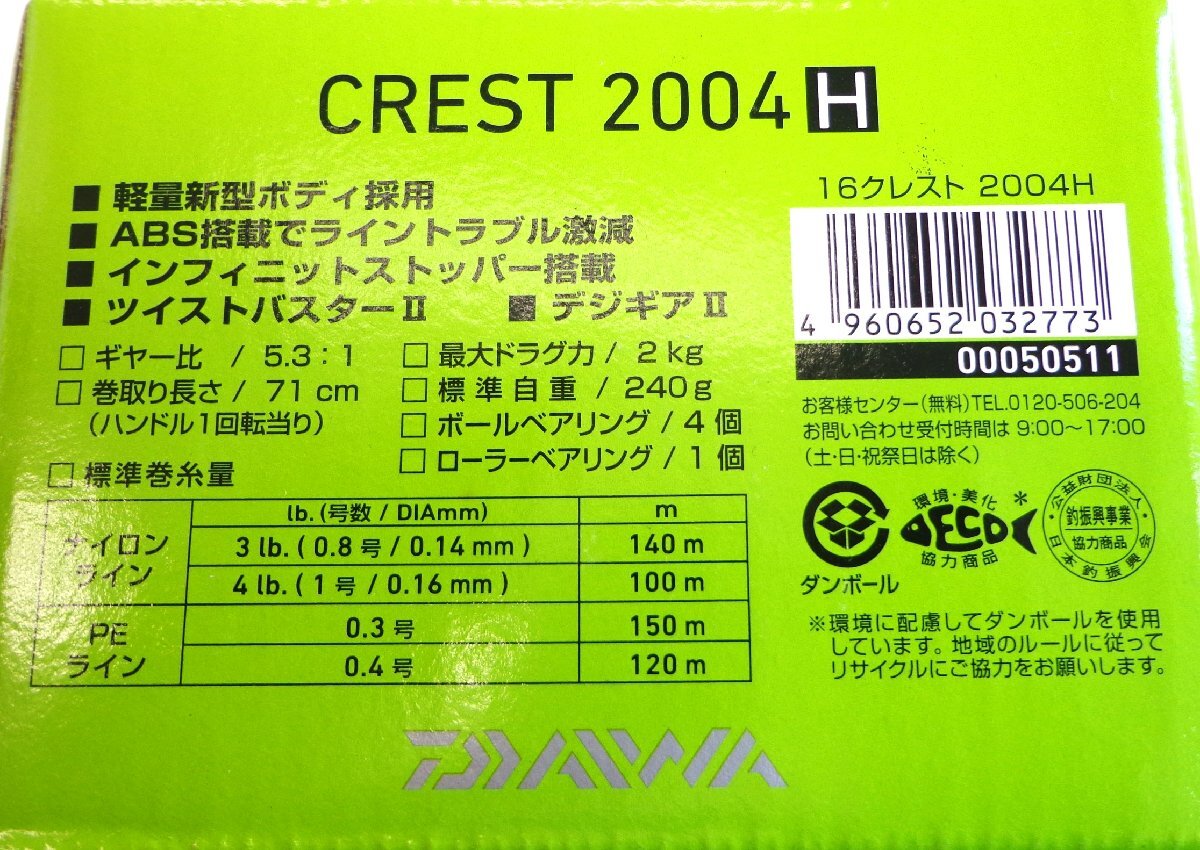 CREST 2004 H
■ 軽量新型ボディ採用
■ ABS搭載でライントラブル激減
■ インフィニットストッパー搭載
■ ツイストバスターⅡ ■ デジギアⅡ
□ ギヤー比 / 5.3:1
□ 巻取り長さ / 71 cm
(ハンドル1回転当り)
□ 最大ドラグ力 / 2 kg
□ 標準自重 / 240 g
□ ボールベアリング / 4 個
□ ローラーベアリング / 1 個
□ 標準巻糸量
lb. (号数 / DIAmm) m
ナイロン
ライン
3 lb. ( 0.8 号 / 0.14 mm ) 140 m
4 lb. ( 1 号 / 0.16 mm ) 100 m
PE
ライン
0.3 号 150 m
0.4 号 120 m
16クレスト 2004H
4 960652 032773
00050511
お客様センター(無料)TEL.0120-506-204
お問い合わせ受付時間は 9:00〜17:00
(土・日・祝祭日は除く)
ダンボール
環境・美化
DECO
*
協力商品
・公益財団法人・
釣振興事業
協力商品
日本釣振興会
※環境に配慮してダンボールを使用
しています。地域のルールに従って
リサイクルにご協力をお願いします。
DAIWA